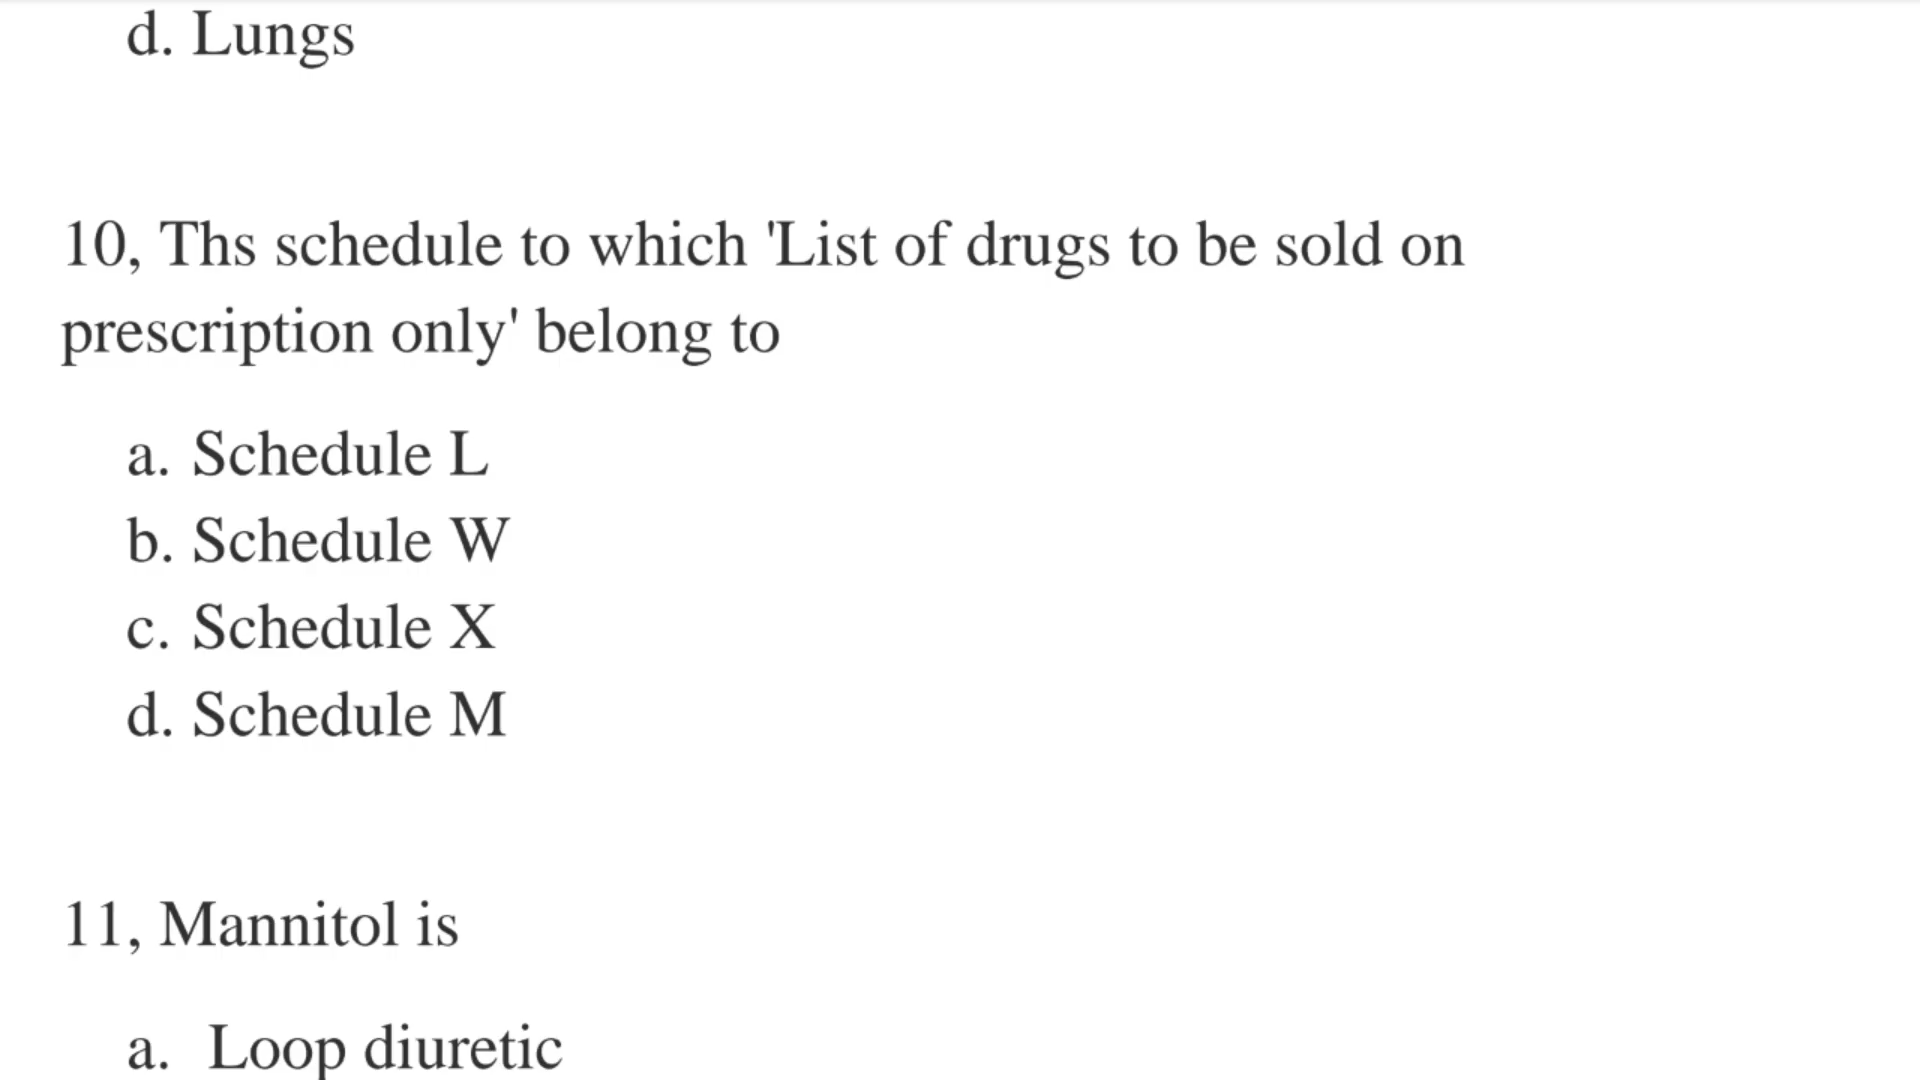 d. Lungs
10, Ths schedule to which 'List of drugs to be sold on
prescription only' belong to
a. Schedule L
b. Schedule W
c. Schedule X
d. Schedule M
11, Mannitol is
a. Loop diuretic